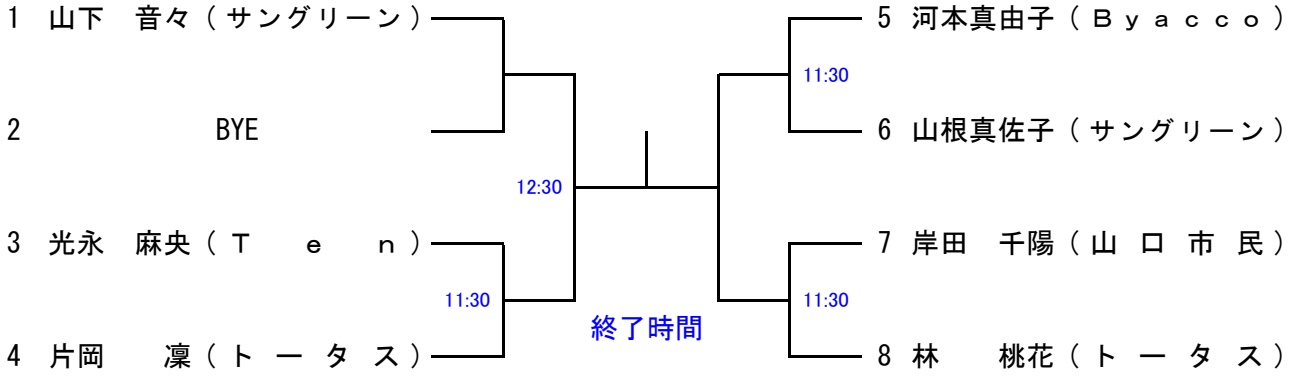 1 山下 音々 ( サングリーン )
5 河本真由子 ( Ｂｙａｃｃｏ )
11:30
2 BYE
6 山根真佐子 ( サングリーン )
12:30
3 光永 麻央 ( Ｔ ｅ ｎ )
7 岸田 千陽 ( 山 口 市 民 )
11:30
11:30
終了時間
4 片岡 凜 ( ト ー タ ス )
8 林 桃花 ( ト ー タ ス )